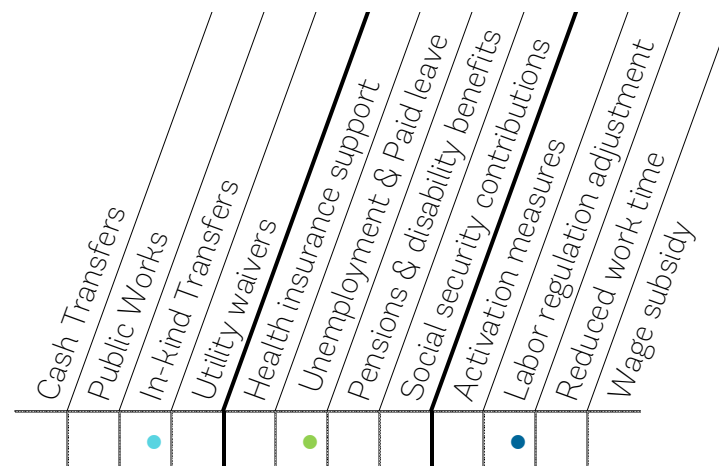 Cash Transfers
Public Works
In-kind Transfers
Utility waivers
Health insurance support
Unemployment & Paid leave
Pensions & disability benefits
Social security contributions
Activation measures
Labor regulation adjustment
Reduced work time
Wage subsidy